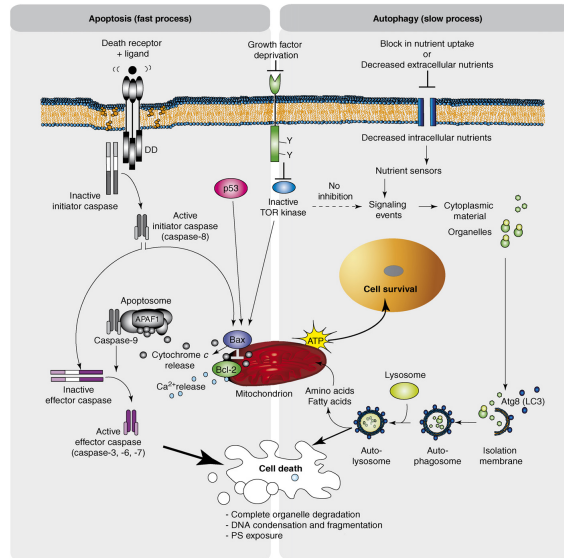 Apoptosis (fast process)
Autophagy (slow process)
Death receptor
+ ligand
Growth factor
deprivation
Block in nutrient uptake
or
Decreased extracellular nutrients
DD
Y
Y
Decreased intracellular nutrients
Nutrient sensors
Inactive
initiator caspase
p53
Inactive
TOR kinase
No
inhibition
Signaling
events
Cytoplasmic
material
Organelles
Active
initiator caspase
(caspase-8)
Cell survival
Apoptosome
APAF1
Caspase-9
Bax
ATP
Cytochrome c
release
Bcl-2
Ca2+release
Mitochondrion
Inactive
effector caspase
Amino acids
Fatty acids
Lysosome
Atg8 (LC3)
Active
effector caspase
(caspase-3, -6, -7)
Auto-
lysosome
Auto-
phagosome
Isolation
membrane
Cell death
- Complete organelle degradation
- DNA condensation and fragmentation
- PS exposure